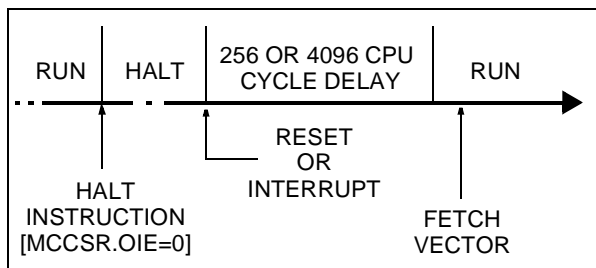 RUN
HALT
256 OR 4096 CPU
CYCLE DELAY
RUN
RESET
OR
INTERRUPT
HALT
INSTRUCTION
[MCCSR.OIE=0]
FETCH
VECTOR